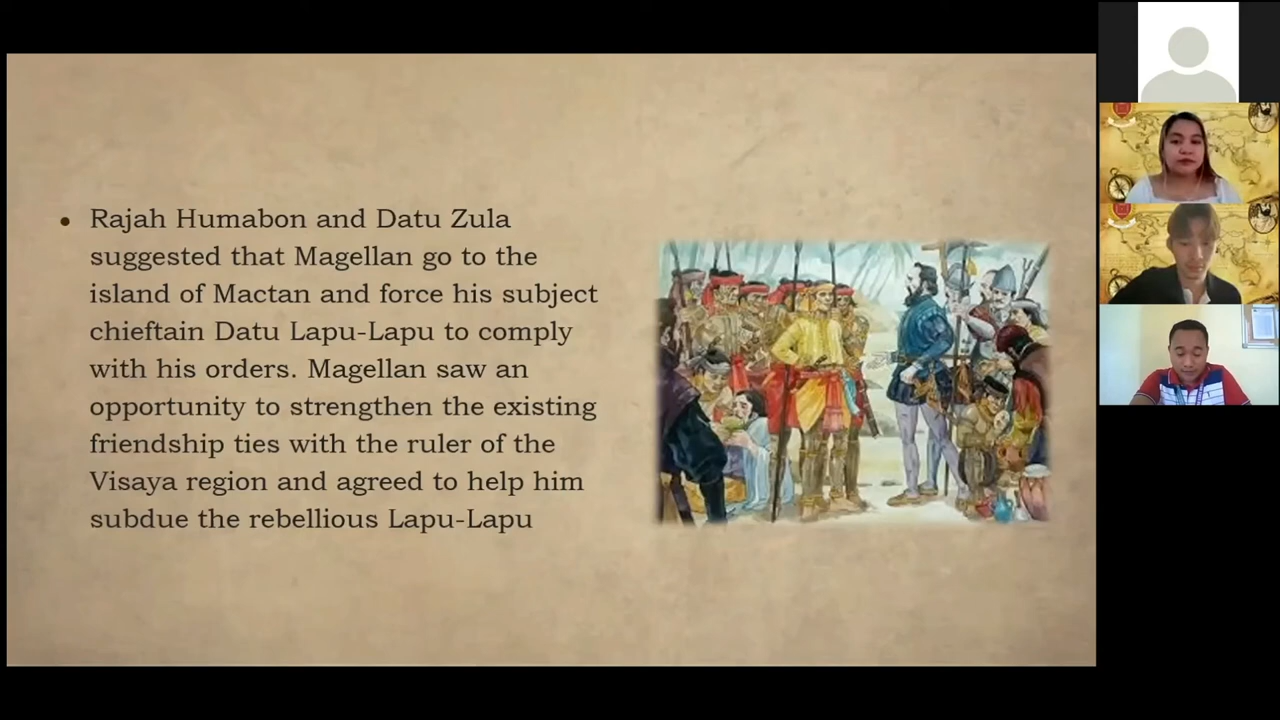 • Rajah Humabon and Datu Zula
suggested that Magellan go to the
island of Mactan and force his subject
chieftain Datu Lapu-Lapu to comply
with his orders. Magellan saw an
opportunity to strengthen the existing
friendship ties with the ruler of the
Visaya region and agreed to help him
subdue the rebellious Lapu-Lapu